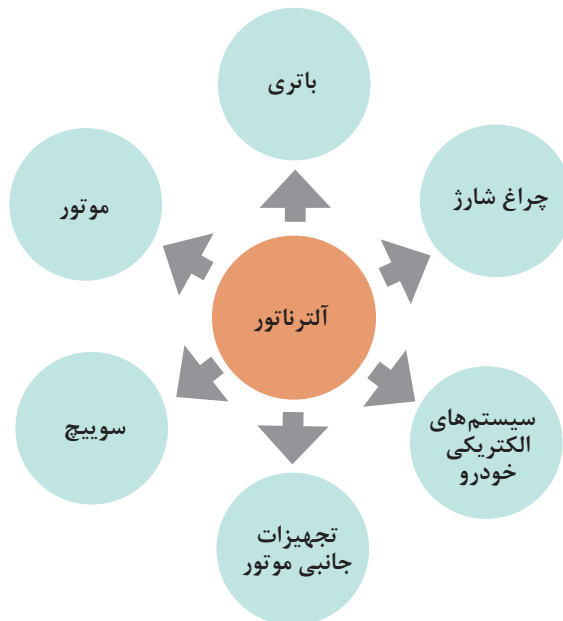 باتری
چراغ شارژ
موتور
آلترناتور
سیستم‌های
الکتریکی
خودرو
سوییچ
تجهیزات
جانبی موتور